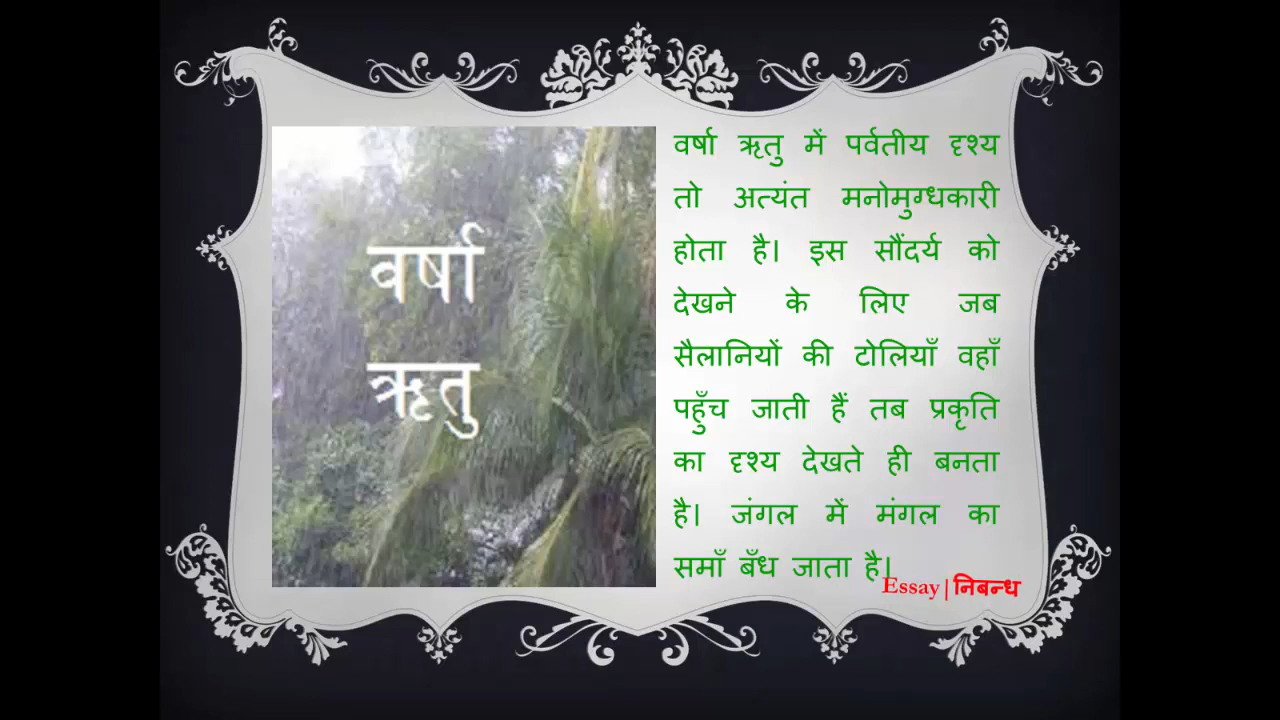 वर्षा
ऋतु
वर्षा ऋतु में पर्वतीय दृश्य
तो अत्यंत मनोमुग्धकारी
होता है। इस सौंदर्य को
देखने के लिए जब
सैलानियों की टोलियाँ वहाँ
पहुँच जाती हैं तब प्रकृति
का दृश्य देखते ही बनता
है। जंगल में मंगल का
समाँ बँध जाता है।
Essay|निबन्ध